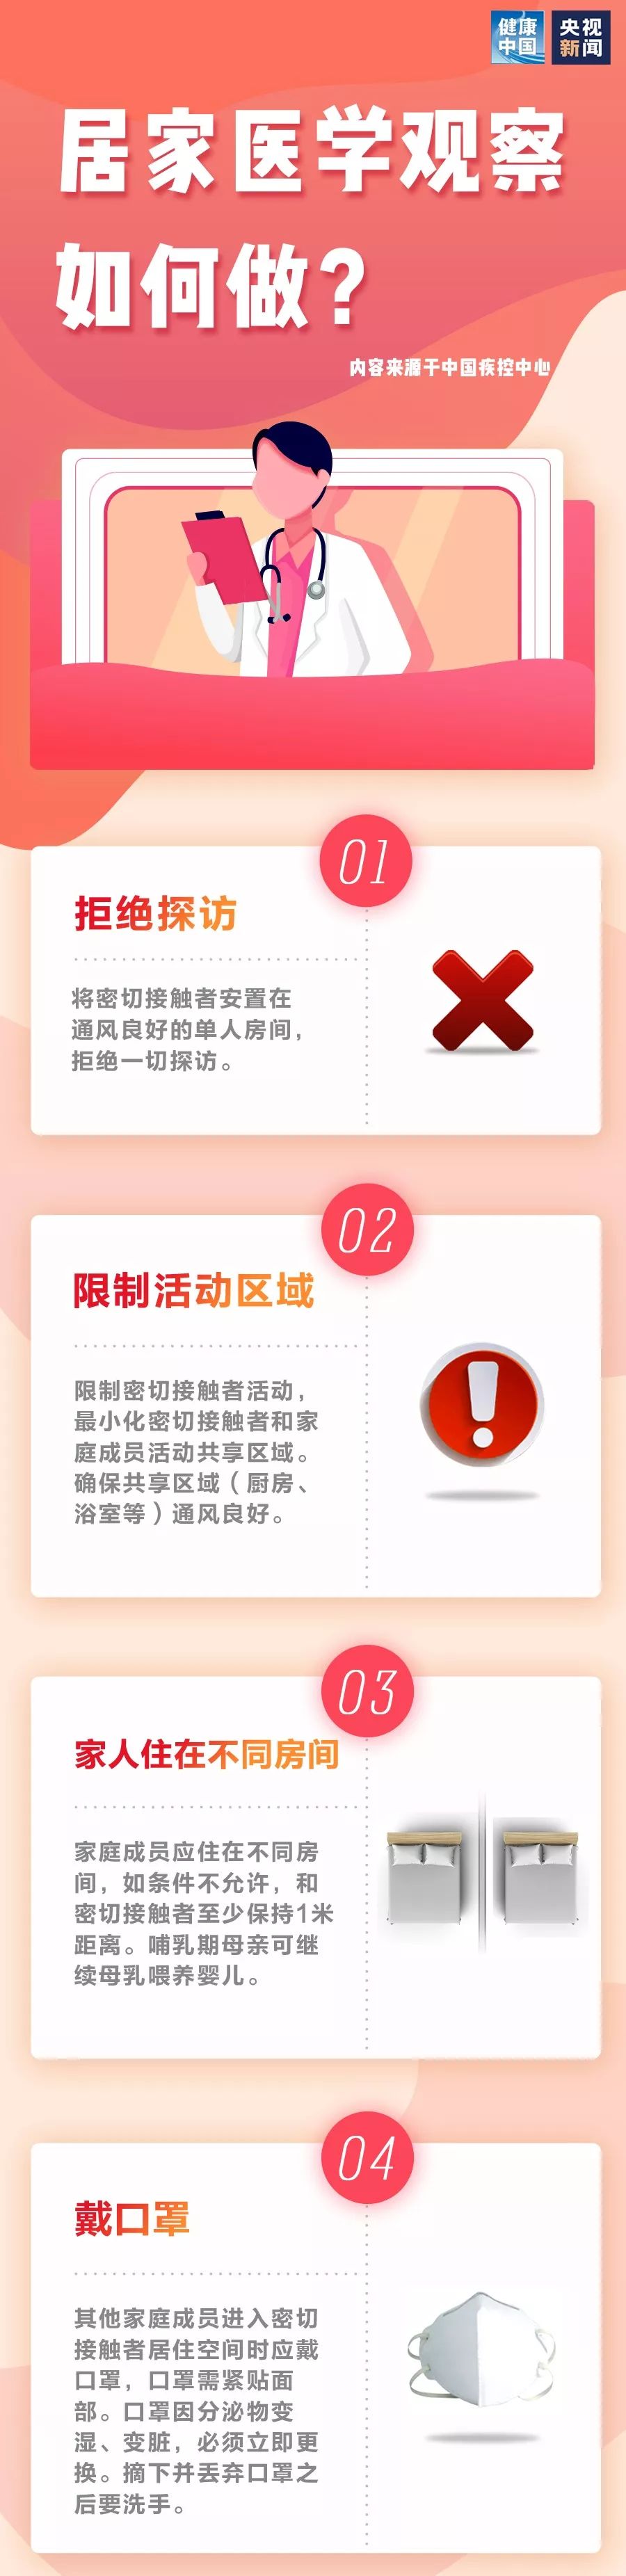 健康
中国
央视
新闻
居家医学观察
如何做？
内容来源于中国疾控中心
01
拒绝探访
将密切接触者安置在
通风良好的单人房间，
拒绝一切探访。
02
限制活动区域
限制密切接触者活动，
最小化密切接触者和家
庭成员活动共享区域。
确保共享区域（厨房、
浴室等）通风良好。
03
家人住在不同房间
家庭成员应住在不同房
间，如条件不允许，和
密切接触者至少保持1米
距离。哺乳期母亲可继
续母乳喂养婴儿。
04
戴口罩
其他家庭成员进入密切
接触者居住空间时应戴
口罩，口罩需紧贴面
部。口罩因分泌物变
湿、变脏，必须立即更
换。摘下并丢弃口罩之
后要洗手。